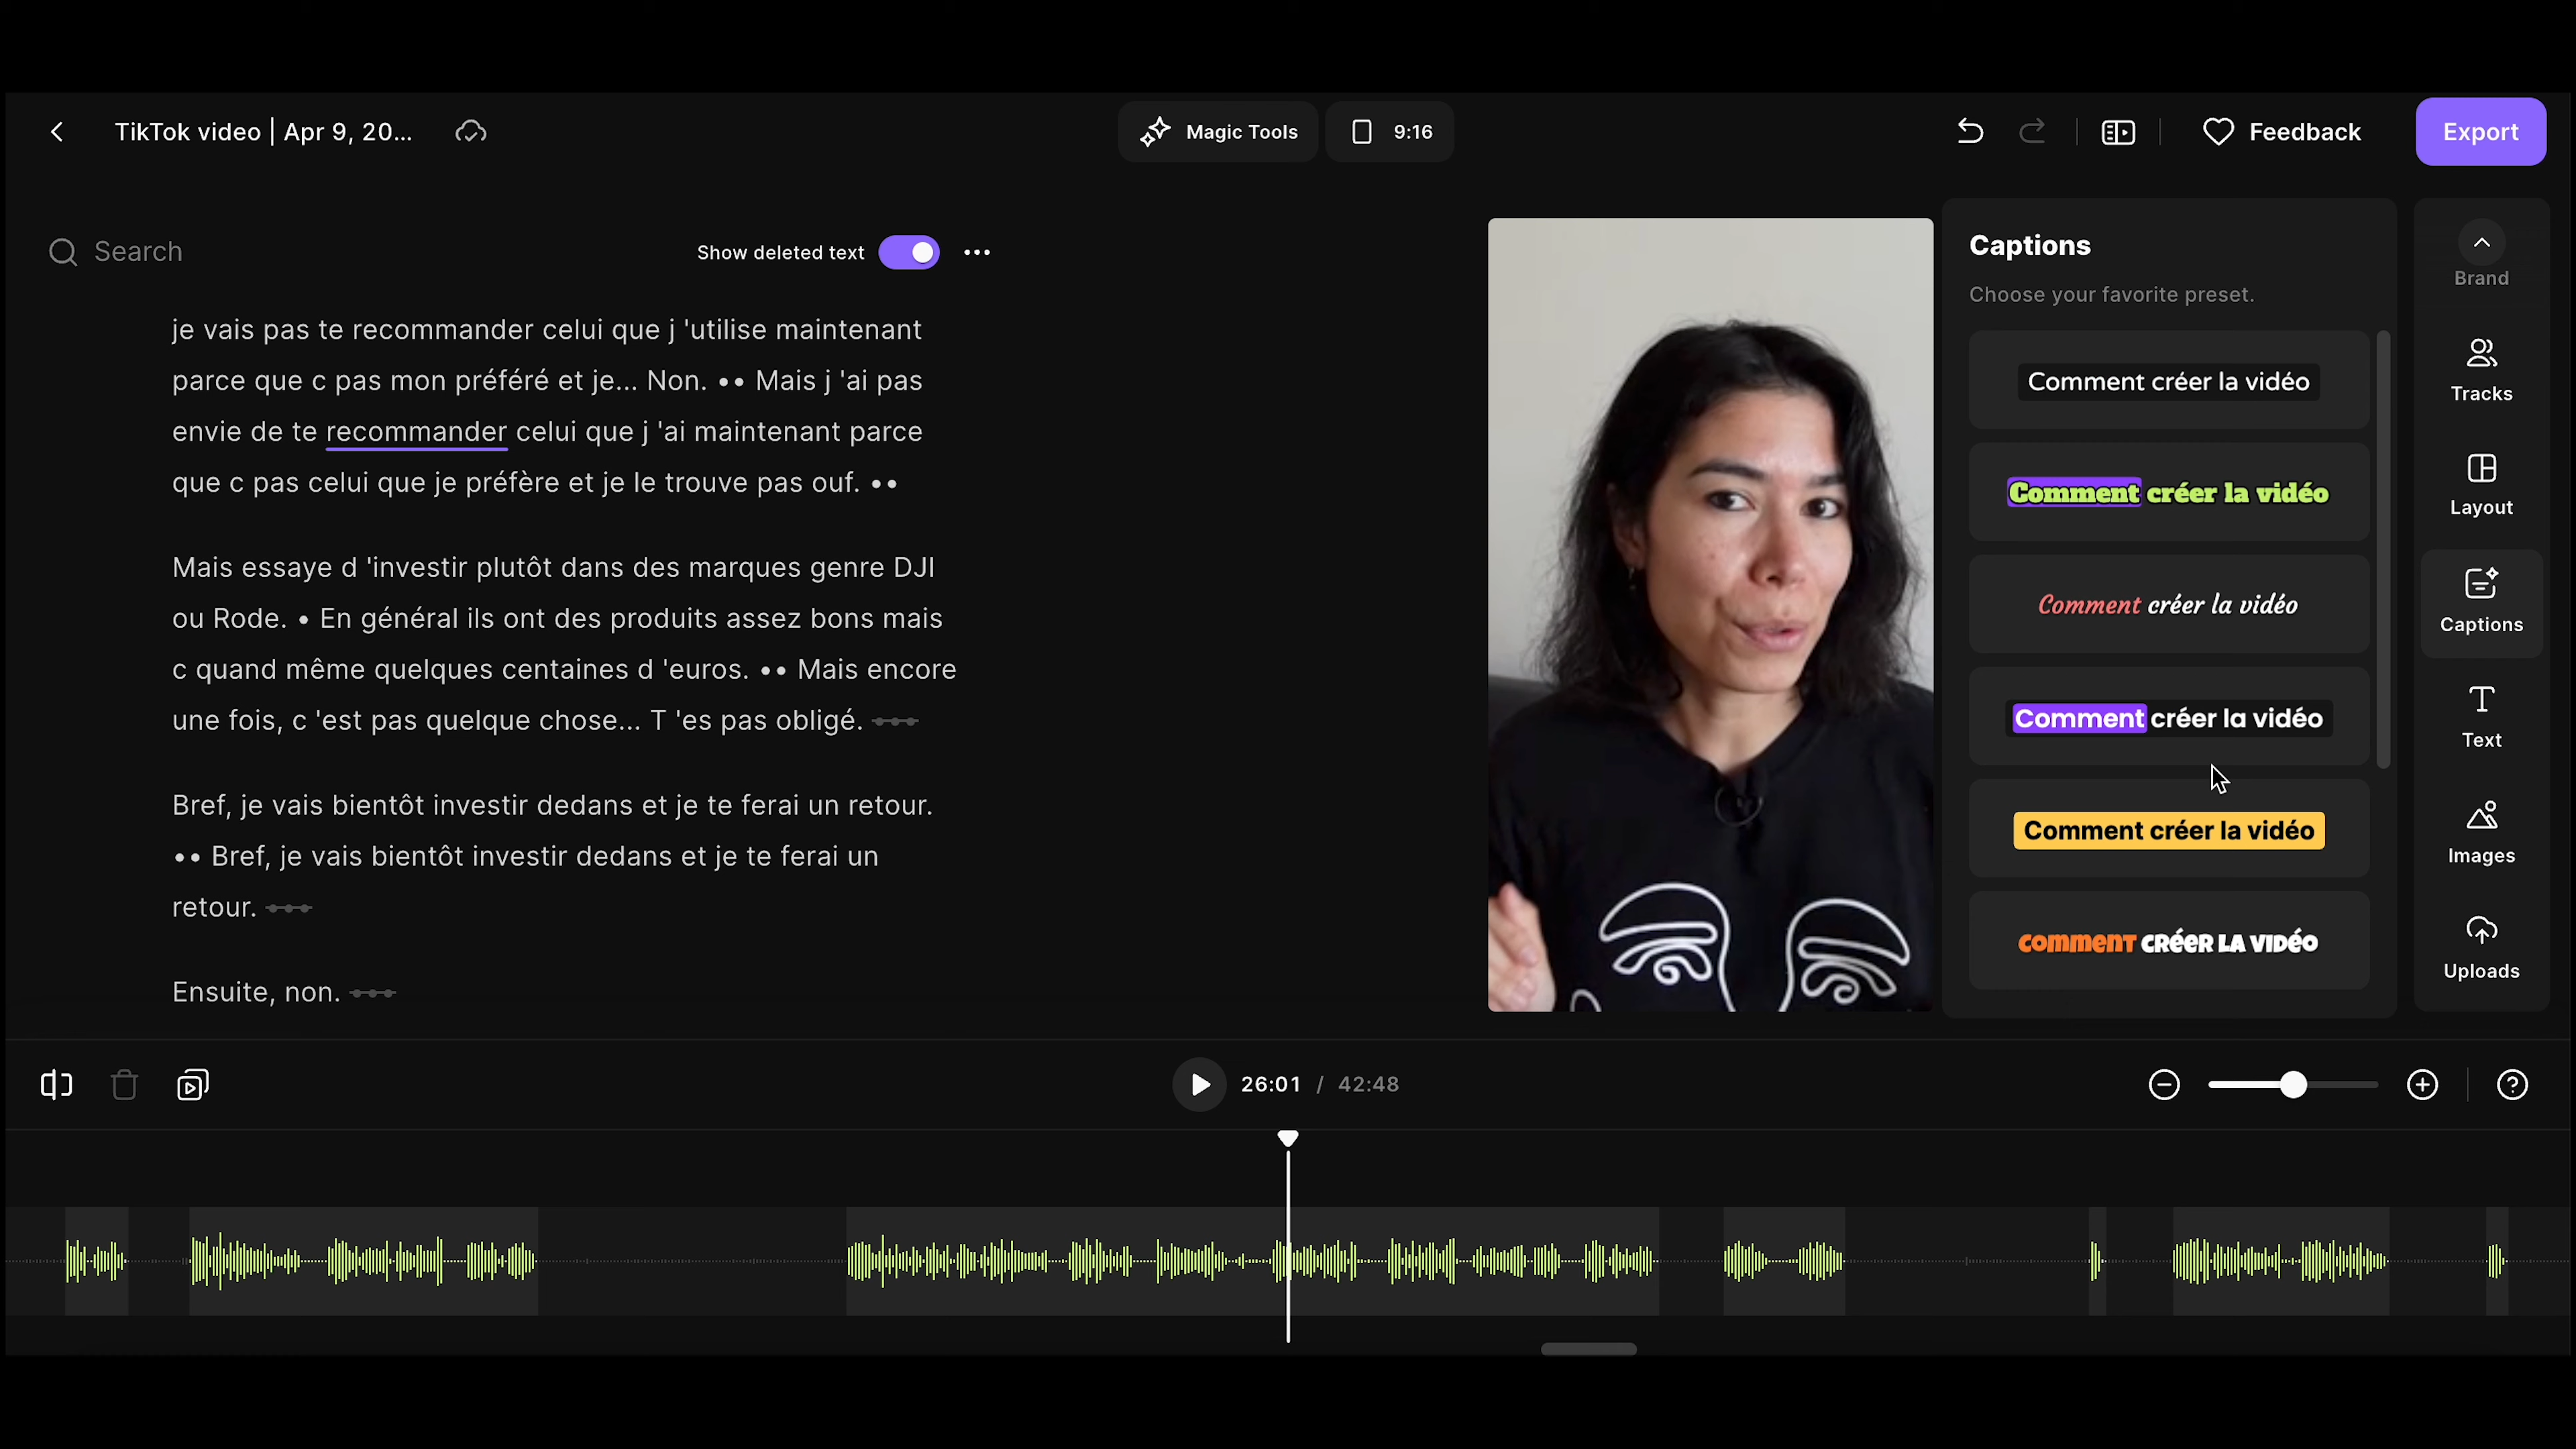 TikTok video | Apr 9, 20...
Magic Tools
9:16
Feedback
Export
Search
Show deleted text
je vais pas te recommander celui que j 'utilise maintenant
parce que c pas mon préféré et je... Non. •• Mais j 'ai pas
envie de te recommander celui que j 'ai maintenant parce
que c pas celui que je préfère et je le trouve pas ouf. ••
Mais essaye d 'investir plutôt dans des marques genre DJI
ou Rode. • En général ils ont des produits assez bons mais
c quand même quelques centaines d 'euros. •• Mais encore
une fois, c 'est pas quelque chose... T 'es pas obligé.
Bref, je vais bientôt investir dedans et je te ferai un retour.
•• Bref, je vais bientôt investir dedans et je te ferai un
retour.
Ensuite, non.
Captions
Choose your favorite preset.
Comment créer la vidéo
Comment créer la vidéo
Comment créer la vidéo
Comment créer la vidéo
Comment créer la vidéo
Comment créer la vidéo
Brand
Tracks
Layout
Captions
Text
Images
Uploads
26:01 / 42:48